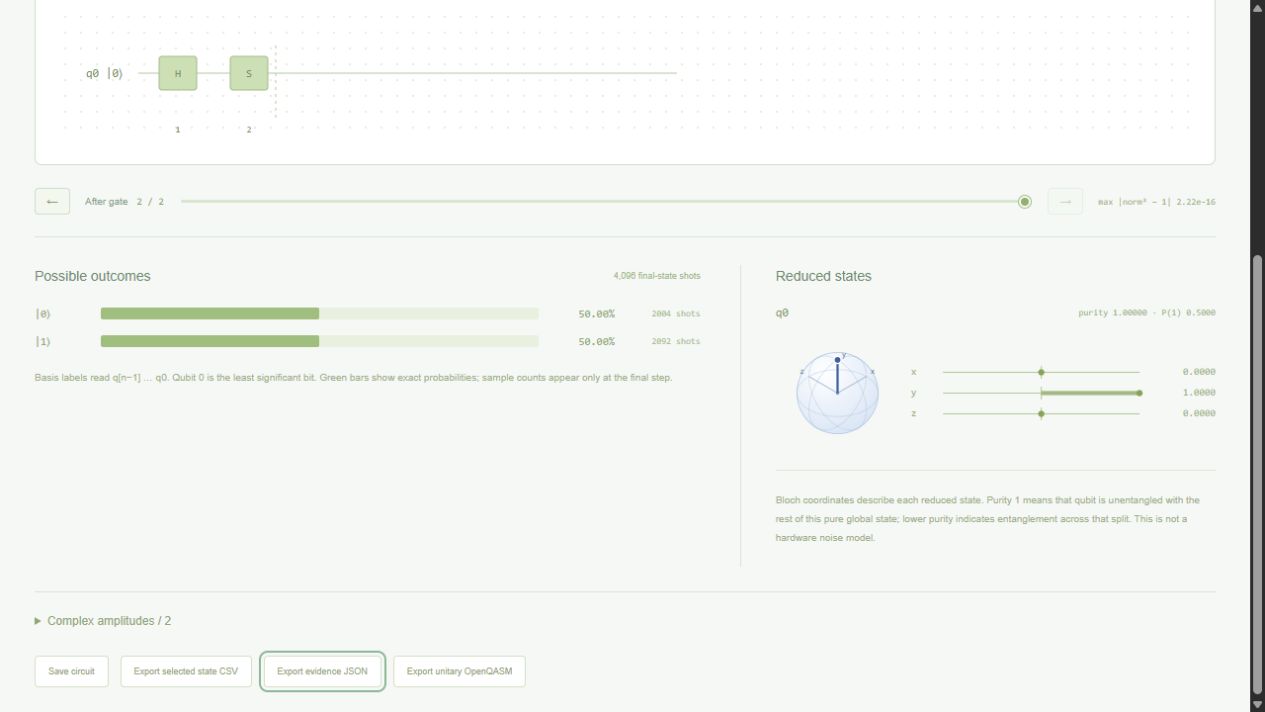 q0 |0⟩ H S
1 2
← After gate 2 / 2 → max |norm² − 1| 2.22e-16
Possible outcomes 4,096 final-state shots
|0⟩ 50.00% 2004 shots
|1⟩ 50.00% 2092 shots
Basis labels read q[n−1] … q0. Qubit 0 is the least significant bit. Green bars show exact probabilities; sample counts appear only at the final step.
Reduced states
q0 purity 1.00000 · P(1) 0.5000
y
z x
x 0.0000
y 1.0000
z 0.0000
Bloch coordinates describe each reduced state. Purity 1 means that qubit is unentangled with the
rest of this pure global state; lower purity indicates entanglement across that split. This is not a
hardware noise model.
▶ Complex amplitudes / 2
Save circuit Export selected state CSV Export evidence JSON Export unitary OpenQASM